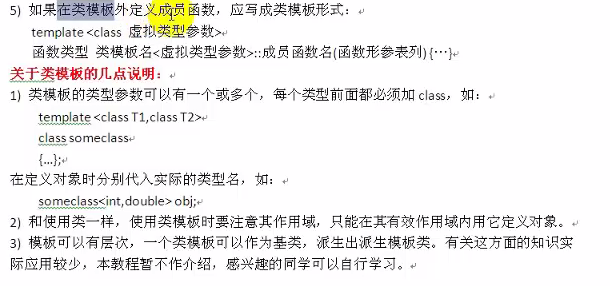 5) 如果在类模板外定义成员函数，应写成类模板形式：
template <class 虚拟类型参数>
函数类型 类模板名<虚拟类型参数>::成员函数名(函数形参表列) {…}
关于类模板的几点说明：
1) 类模板的类型参数可以有一个或多个，每个类型前面都必须加 class，如：
template <class T1,class T2>
class someclass
{…};
在定义对象时分别代入实际的类型名，如：
someclass<int,double> obj;
2) 和使用类一样，使用类模板时要注意其作用域，只能在其有效作用域内用它定义对象。
3) 模板可以有层次，一个类模板可以作为基类，派生出派生模板类。有关这方面的知识实
际应用较少，本教程暂不作介绍，感兴趣的同学可以自行学习。